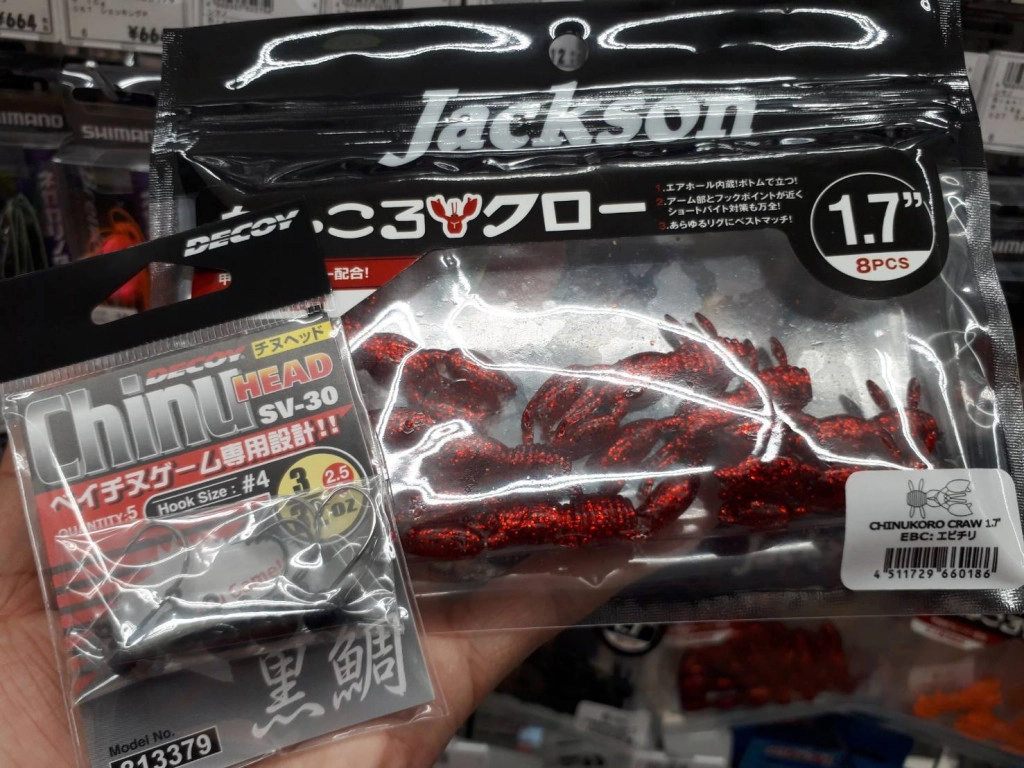 ¥664
¥66
SHIMANO
SHIMANO
Jackson
ころクロー
1.エアホール内蔵!ボトムで立つ!
2.アーム部とフックポイントが近く
ショートバイト対策も万全!
3.あらゆるリグにベストマッチ!
1.7”
8PCS
配合!
CHINUKORO CRAW 1.7"
EBC: エビチリ
4 511729 660186
DECOY
DECOY チヌヘッド
Chinu HEAD
SV-30
ベイチヌゲーム専用設計!!
QUANTITY:5
Hook Size : #4
3
2.5
oz
黒鯛
Model No.
813379